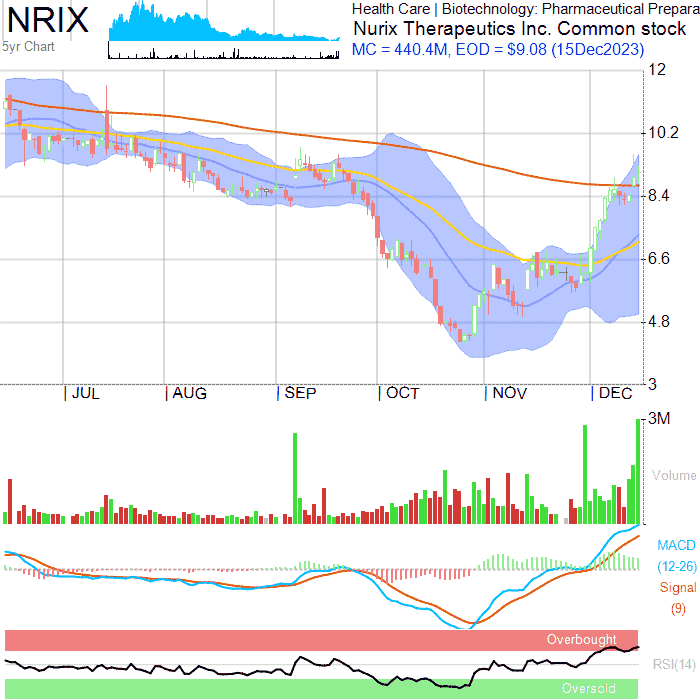 NRIX
5yr Chart
Health Care | Biotechnology: Pharmaceutical Prepara
Nurix Therapeutics Inc. Common stock
MC = 440.4M, EOD = $9.08 (15Dec2023)
12
10.2
8.4
6.6
4.8
3
JUL AUG SEP OCT NOV DEC
3M
Volume
MACD
(12-26)
Signal
(9)
Overbought
RSI(14)
Oversold